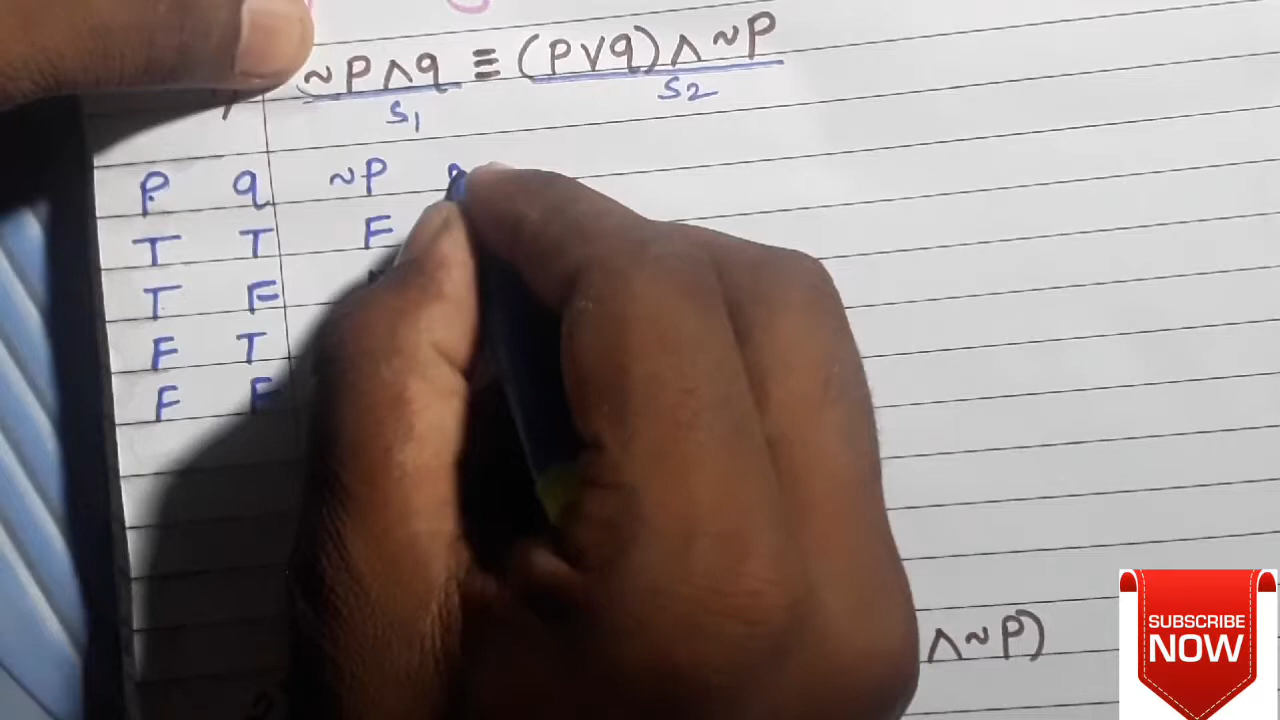 ~P ∧ q ≡ (P ∨ q) ∧ ~P
S₁ S₂
P q ~P
T T F
T F
F T
F F
∧ ~P)
SUBSCRIBE
NOW